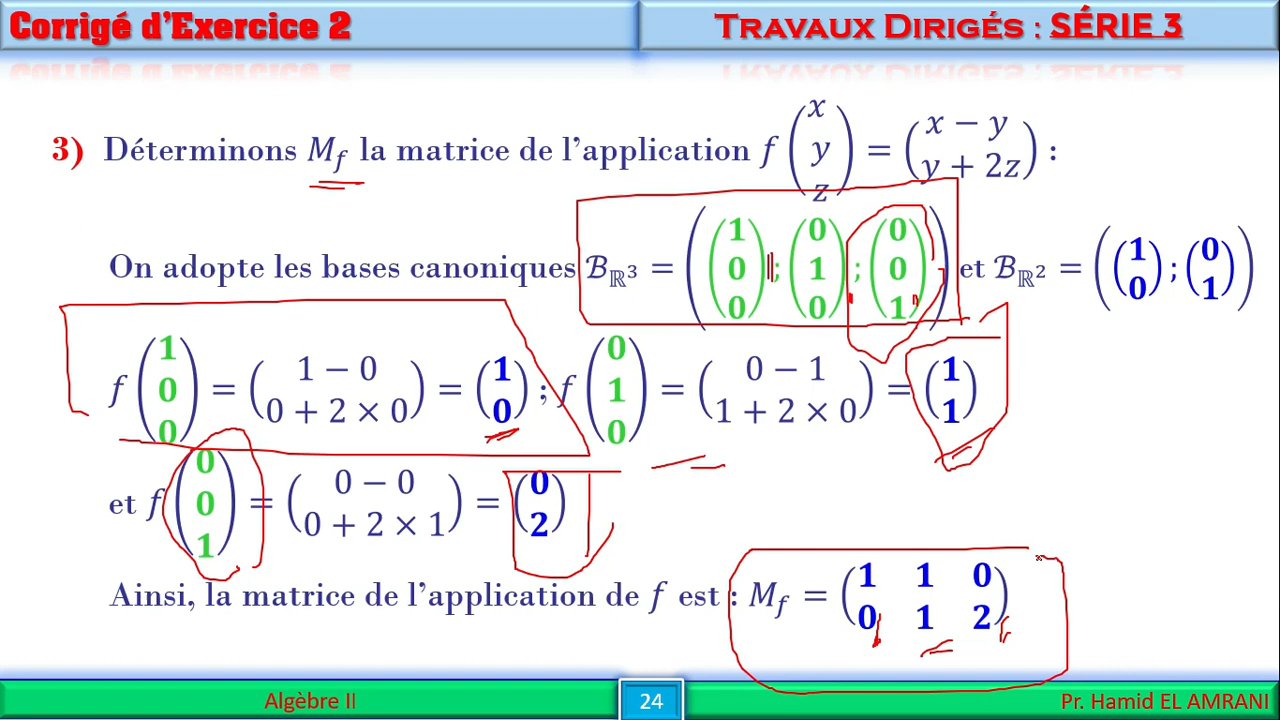 Corrigé d'Exercice 2
TRAVAUX DIRIGÉS : SÉRIE 3
3) Déterminons M_f la matrice de l'application f(x y z) = (x − y ; y + 2z) :
On adopte les bases canoniques ℬ_ℝ³ = ((1 0 0) ; (0 1 0) ; (0 0 1)) et ℬ_ℝ² = ((1 0) ; (0 1))
f(1 0 0) = (1 − 0 ; 0 + 2 × 0) = (1 0) ; f(0 1 0) = (0 − 1 ; 1 + 2 × 0) = (1 1)
et f(0 0 1) = (0 − 0 ; 0 + 2 × 1) = (0 2)
Ainsi, la matrice de l'application de f est : M_f = (1 1 0 ; 0 1 2)
Algèbre II
24
Pr. Hamid EL AMRANI